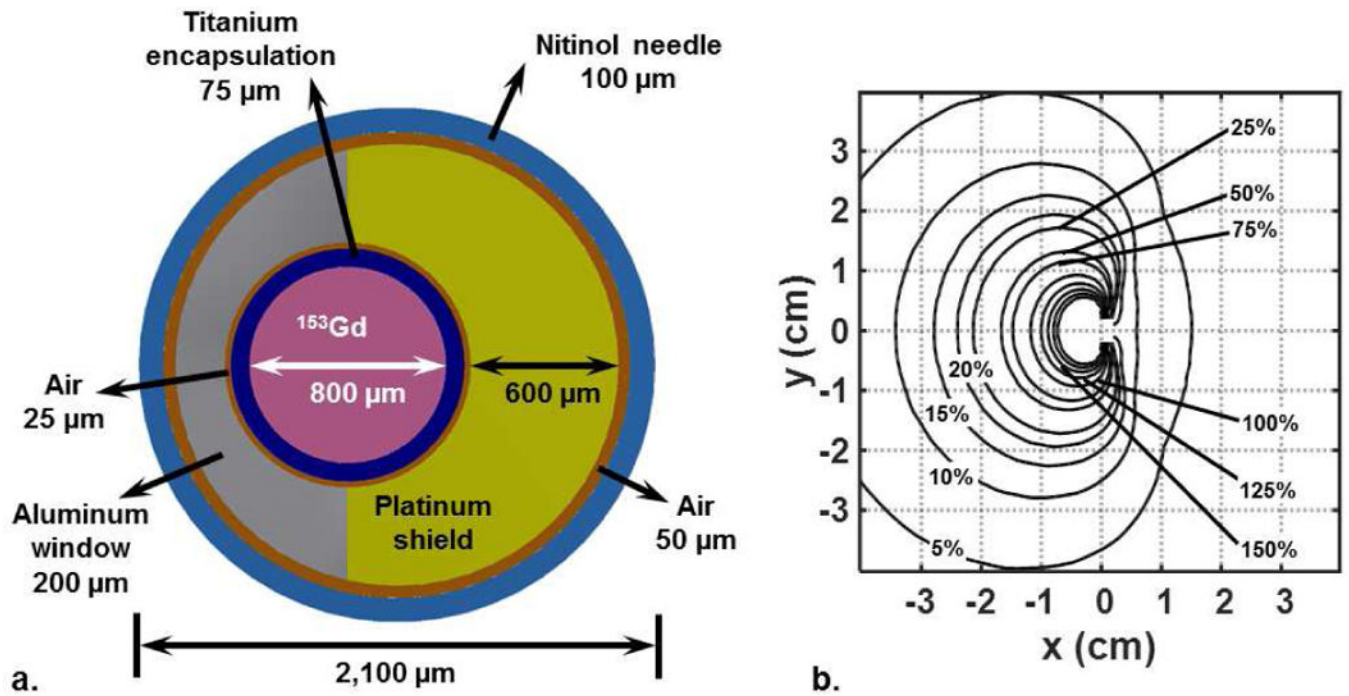 Titanium
encapsulation
75 µm
Nitinol needle
100 µm
¹⁵³Gd
800 µm
600 µm
Air
25 µm
Aluminum
window
200 µm
Platinum
shield
Air
50 µm
2,100 µm
a.
25%
50%
75%
20%
15%
10%
5%
100%
125%
150%
y (cm)
3
2
1
0
-1
-2
-3
-3 -2 -1 0 1 2 3
x (cm)
b.